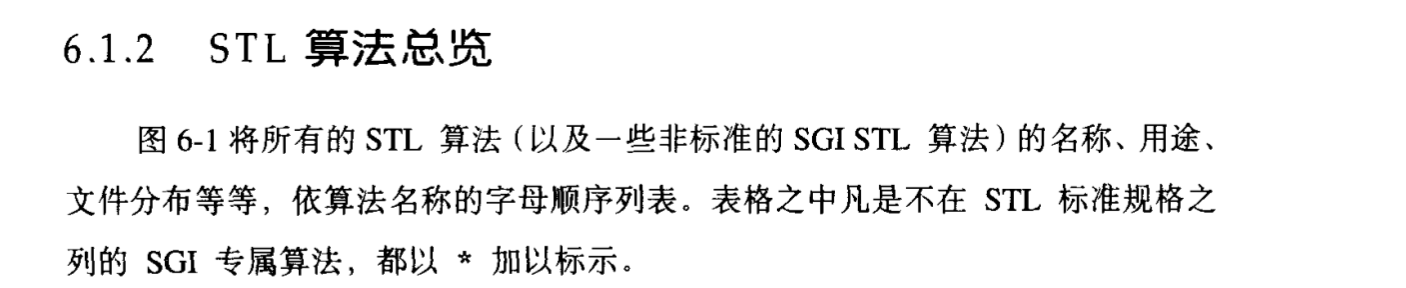 6.1.2 STL 算法总览
图 6-1 将所有的 STL 算法（以及一些非标准的 SGI STL 算法）的名称、用途、
文件分布等等，依算法名称的字母顺序列表。表格之中凡是不在 STL 标准规格之
列的 SGI 专属算法，都以 * 加以标示。